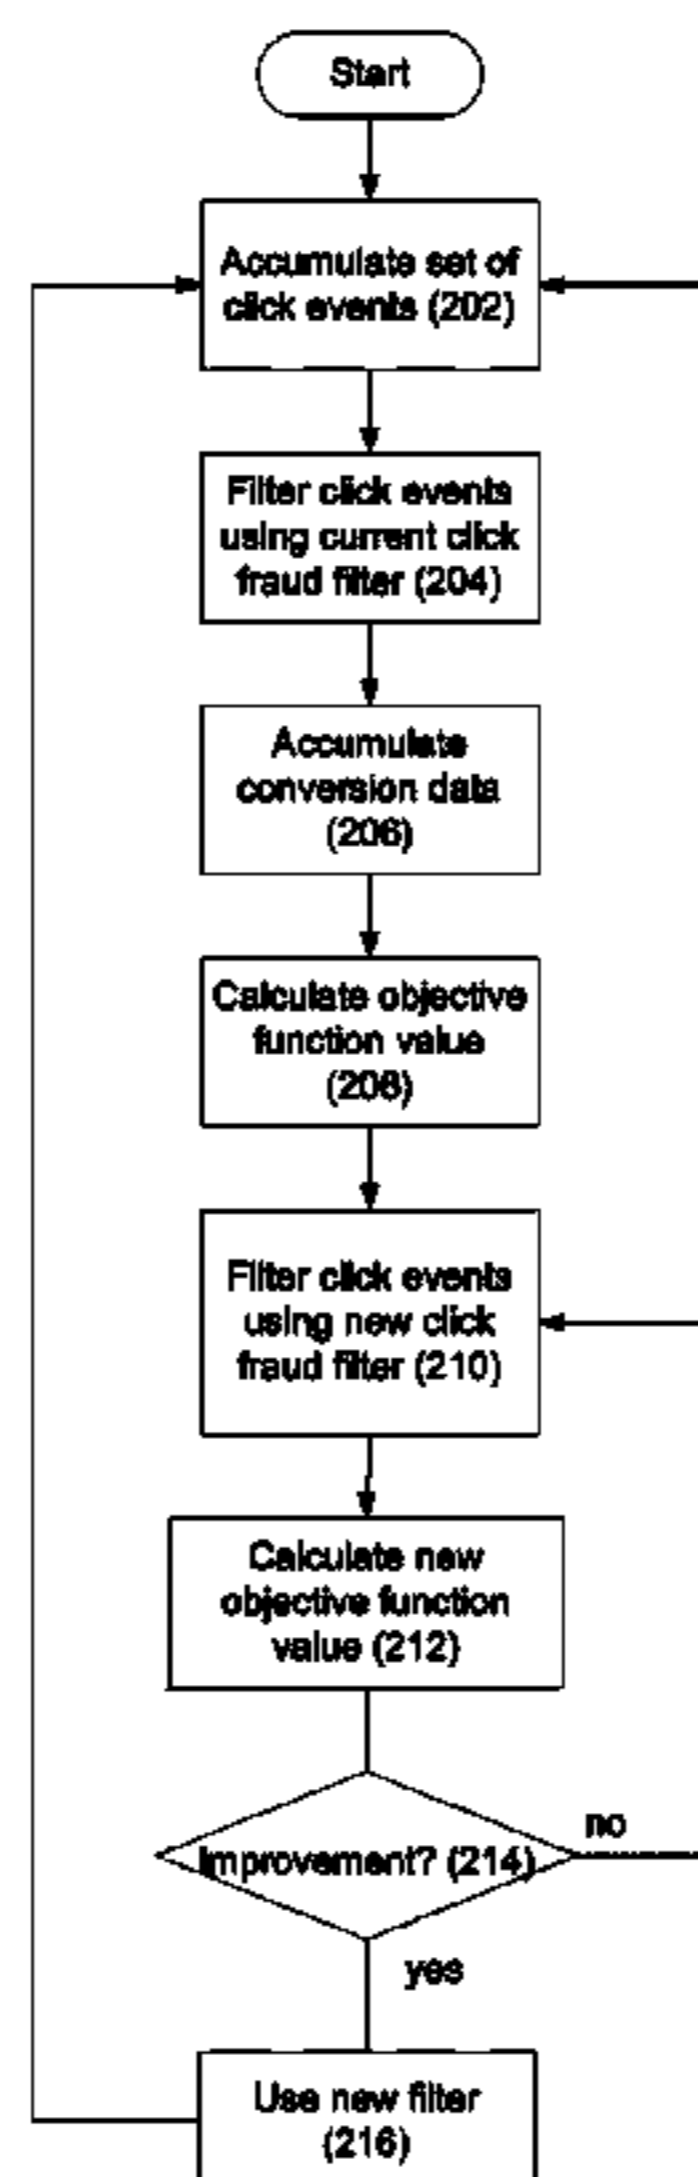 Start
Accumulate set of
click events (202)
Filter click events
using current click
fraud filter (204)
Accumulate
conversion data
(206)
Calculate objective
function value
(208)
Filter click events
using new click
fraud filter (210)
Calculate new
objective function
value (212)
Improvement? (214)
no
yes
Use new filter
(216)